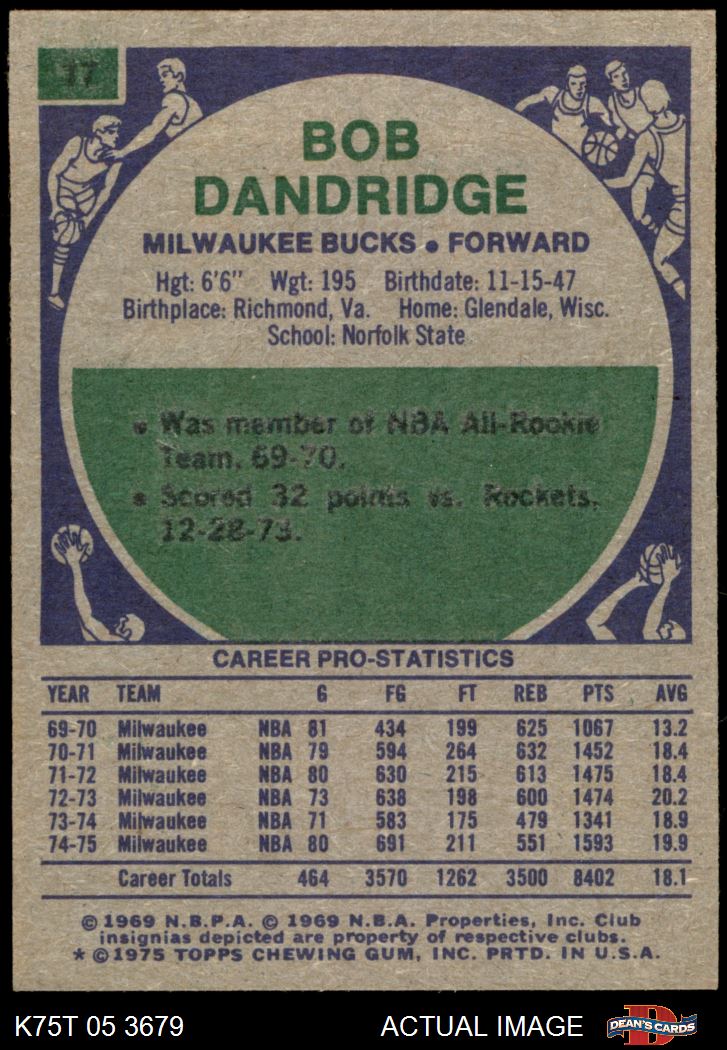 17
BOB
DANDRIDGE
MILWAUKEE BUCKS • FORWARD
Hgt: 6'6" Wgt: 195 Birthdate: 11-15-47
Birthplace: Richmond, Va. Home: Glendale, Wisc.
School: Norfolk State
• Was member of NBA All-Rookie
Team, 69-70.
• Scored 32 points vs. Rockets,
12-28-73.
CAREER PRO-STATISTICS
YEAR TEAM G FG FT REB PTS AVG
69-70 Milwaukee NBA 81 434 199 625 1067 13.2
70-71 Milwaukee NBA 79 594 264 632 1452 18.4
71-72 Milwaukee NBA 80 630 215 613 1475 18.4
72-73 Milwaukee NBA 73 638 198 600 1474 20.2
73-74 Milwaukee NBA 71 583 175 479 1341 18.9
74-75 Milwaukee NBA 80 691 211 551 1593 19.9
Career Totals 464 3570 1262 3500 8402 18.1
© 1969 N.B.P.A. © 1969 N.B.A. Properties, Inc. Club
insignias depicted are property of respective clubs.
* © 1975 TOPPS CHEWING GUM, INC. PRTD. IN U.S.A.
K75T 05 3679 ACTUAL IMAGE DEAN'S CARDS